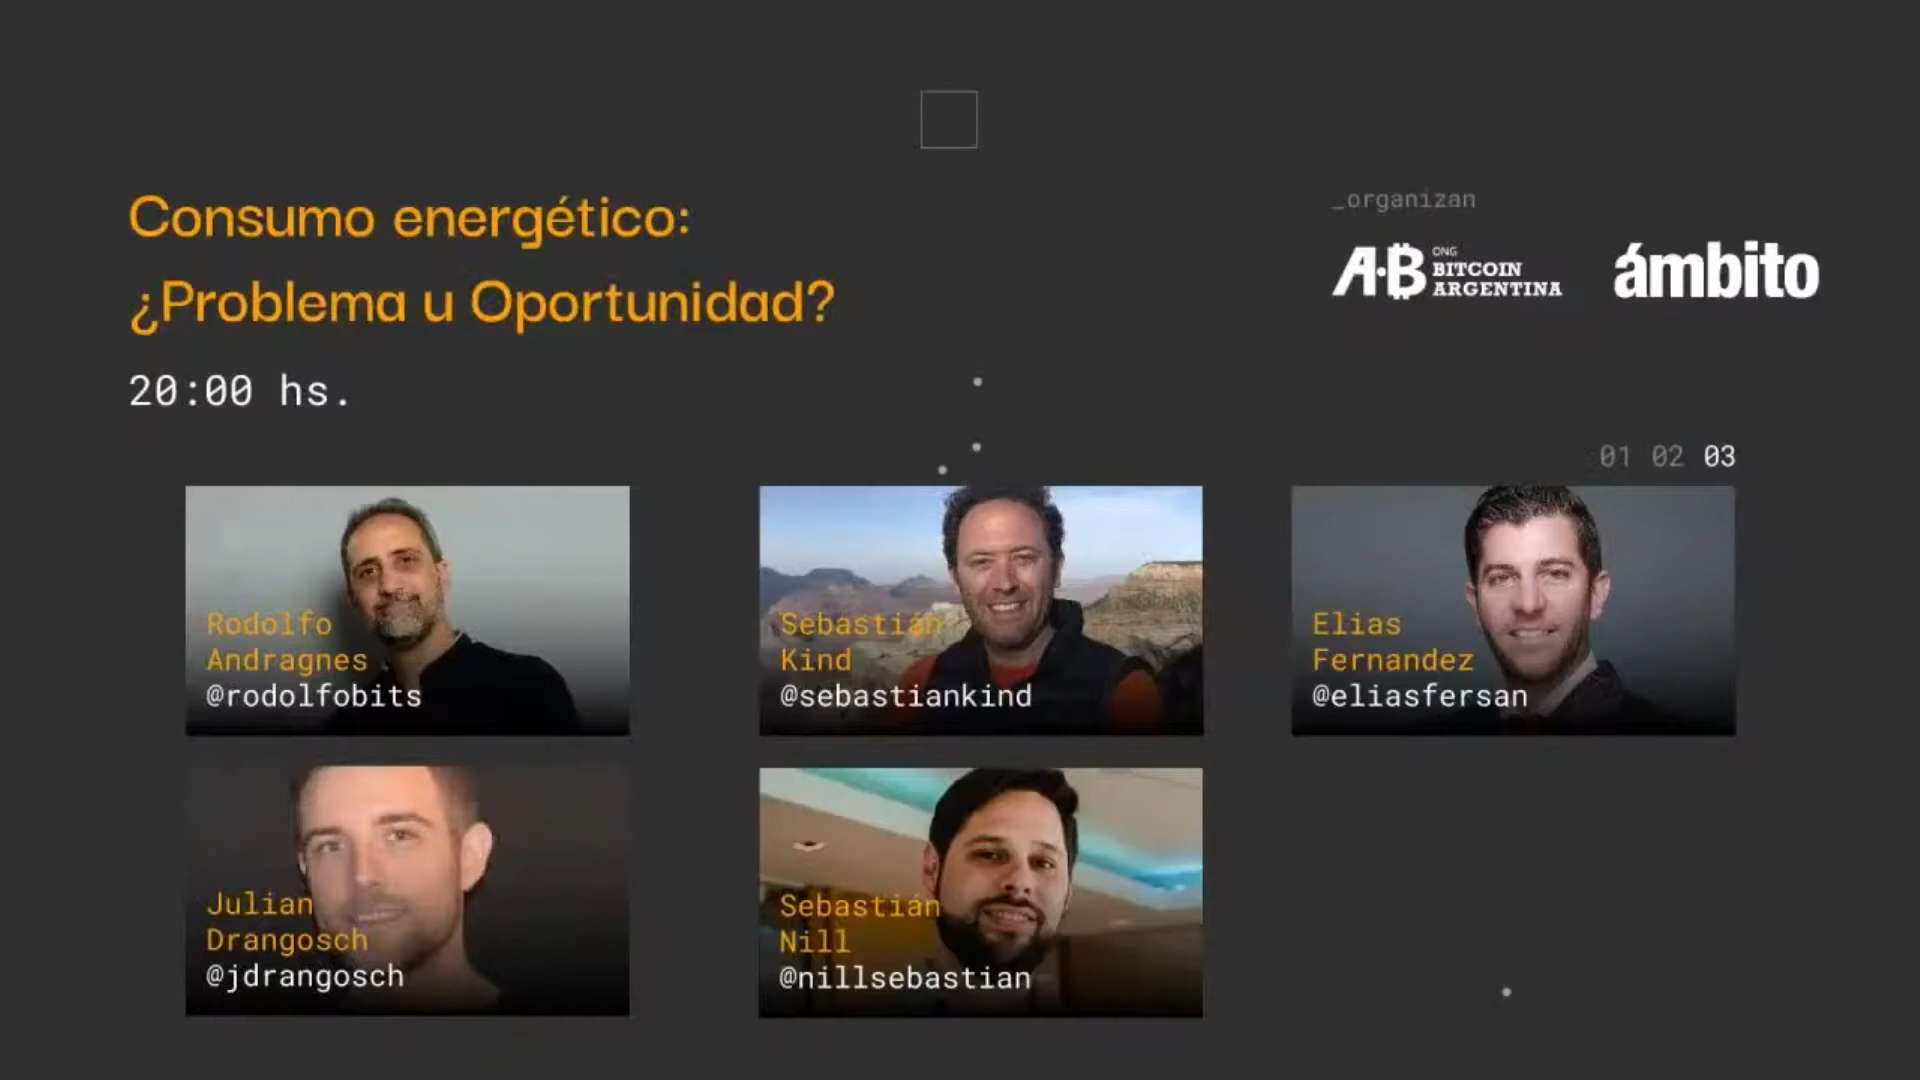 Consumo energético:
¿Problema u Oportunidad?
20:00 hs.
_organizan
A·B ONG
BITCOIN
ARGENTINA
ámbito
01 02 03
Rodolfo
Andragnes
@rodolfobits
Sebastián
Kind
@sebastiankind
Elias
Fernandez
@eliasfersan
Julian
Drangosch
@jdrangosch
Sebastián
Nill
@nillsebastian